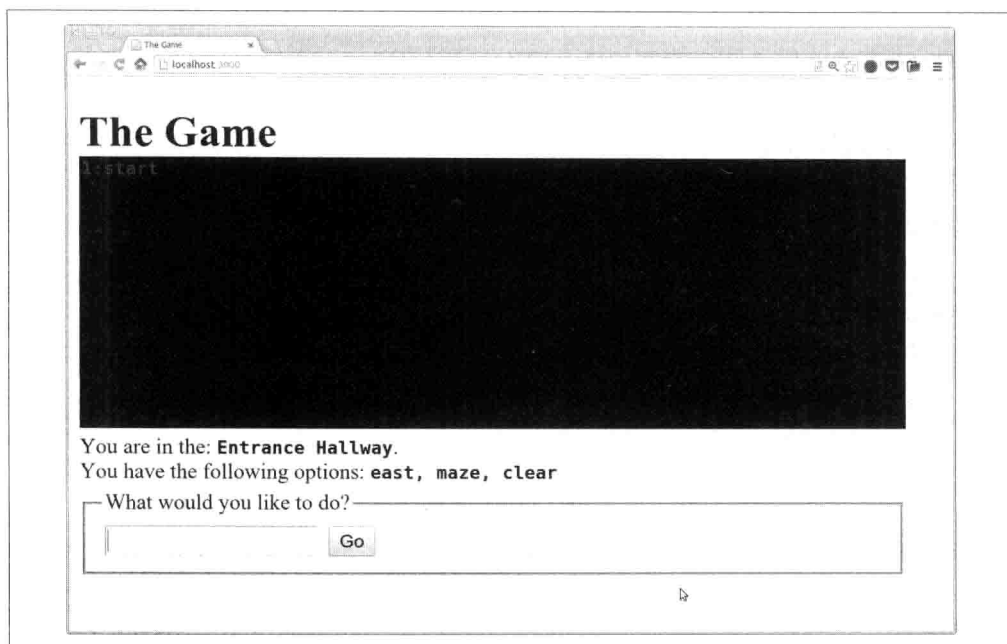 The Game
localhost:3000
The Game
1:start
You are in the: Entrance Hallway.
You have the following options: east, maze, clear
What would you like to do?
Go